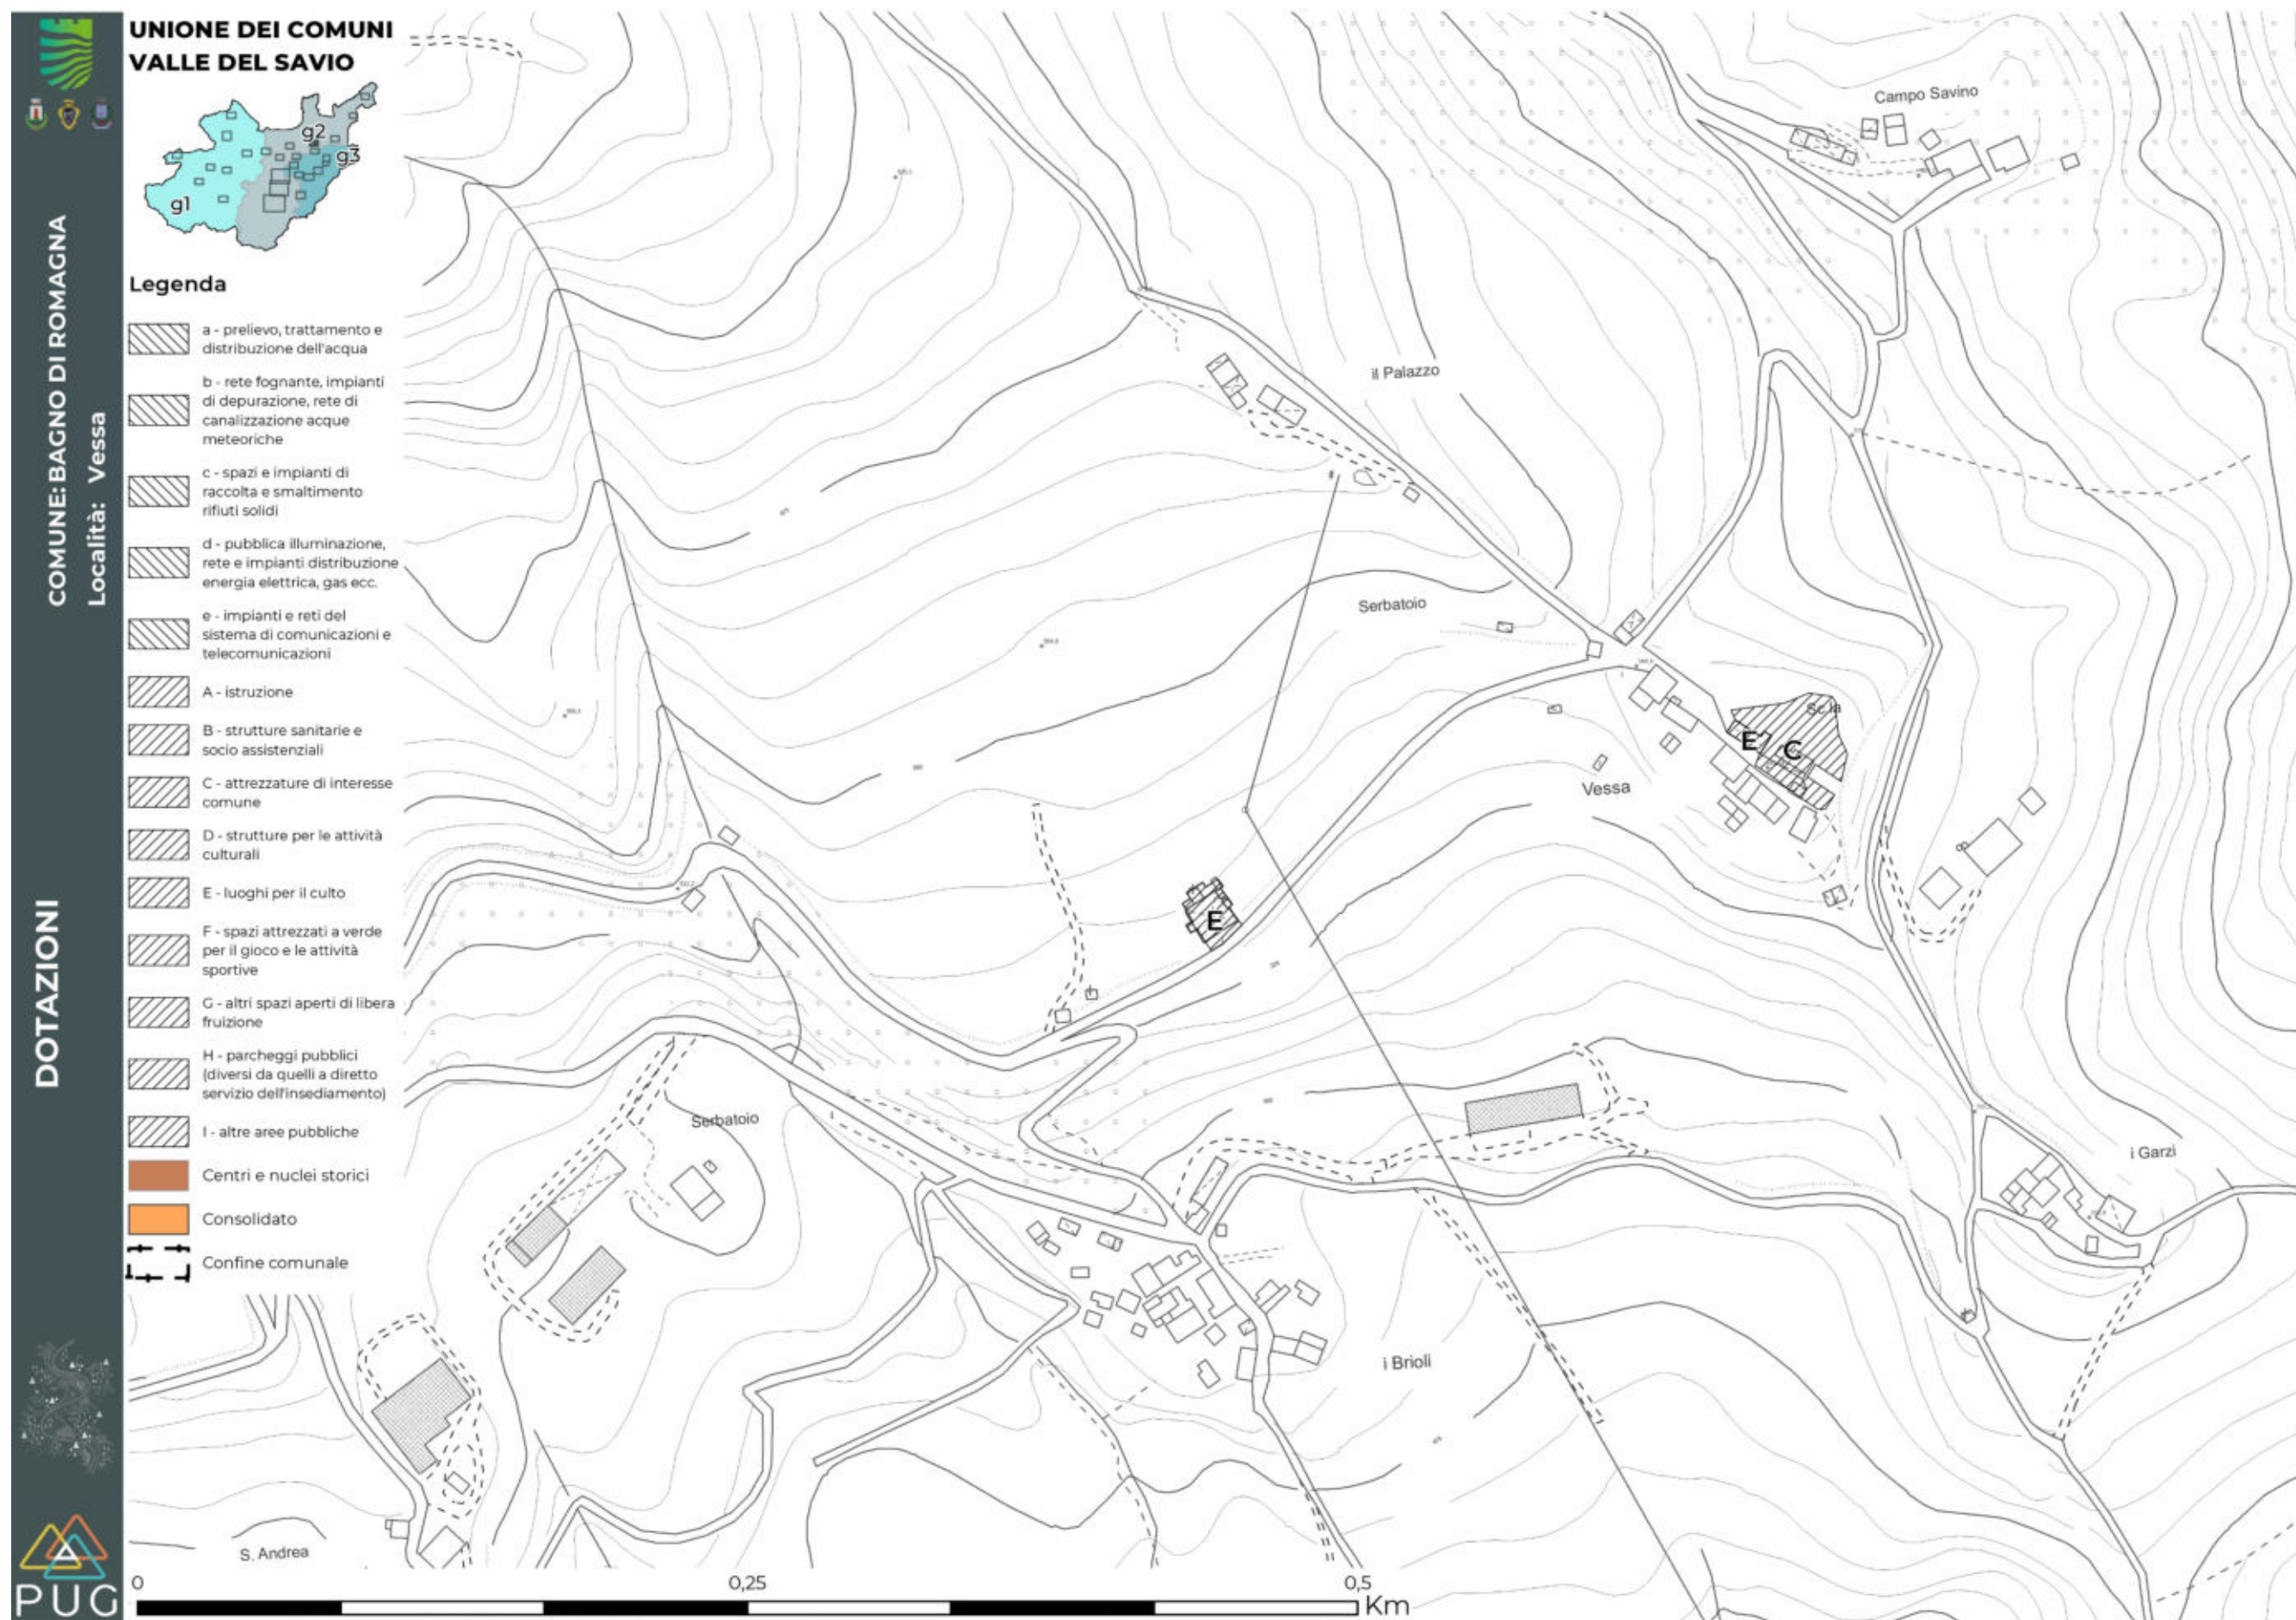 UNIONE DEI COMUNI
VALLE DEL SAVIO
g1
g2
g3
COMUNE: BAGNO DI ROMAGNA
Località: Vessa
DOTAZIONI
PUG
Legenda
a - prelievo, trattamento e
distribuzione dell'acqua
b - rete fognante, impianti
di depurazione, rete di
canalizzazione acque
meteoriche
c - spazi e impianti di
raccolta e smaltimento
rifiuti solidi
d - pubblica illuminazione,
rete e impianti distribuzione
energia elettrica, gas ecc.
e - impianti e reti del
sistema di comunicazioni e
telecomunicazioni
A - istruzione
B - strutture sanitarie e
socio assistenziali
C - attrezzature di interesse
comune
D - strutture per le attività
culturali
E - luoghi per il culto
F - spazi attrezzati a verde
per il gioco e le attività
sportive
G - altri spazi aperti di libera
fruizione
H - parcheggi pubblici
(diversi da quelli a diretto
servizio dell'insediamento)
I - altre aree pubbliche
Centri e nuclei storici
Consolidato
Confine comunale
Campo Savino
il Palazzo
Serbatoio
Sc.la
E
C
Vessa
E
Serbatoio
i Garzi
i Brioli
S. Andrea
0
0,25
0,5
Km